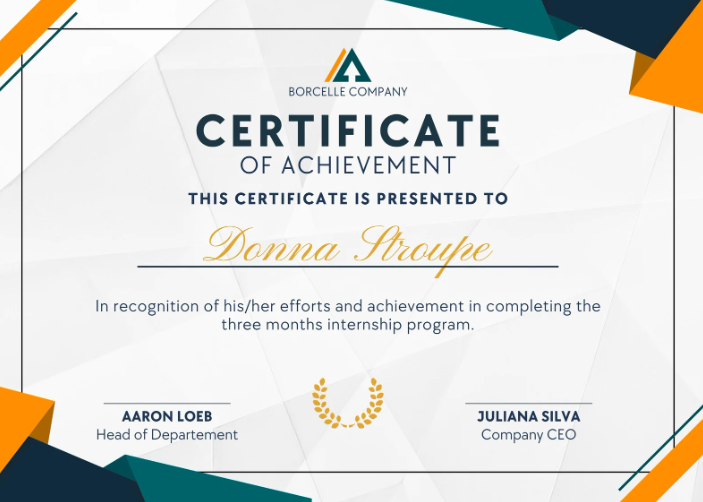 BORCELLE COMPANY
CERTIFICATE
OF ACHIEVEMENT
THIS CERTIFICATE IS PRESENTED TO
Donna Stroupe
In recognition of his/her efforts and achievement in completing the
three months internship program.
AARON LOEB
Head of Departement
JULIANA SILVA
Company CEO